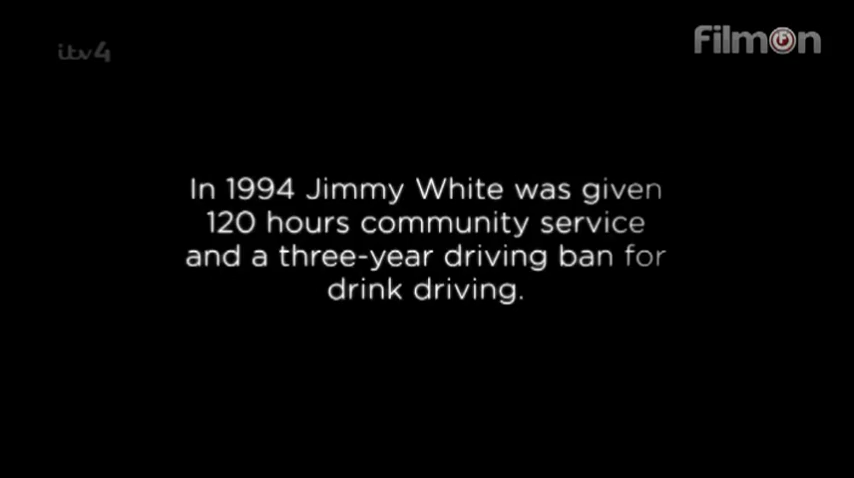 itv4
FilmOn
In 1994 Jimmy White was given
120 hours community service
and a three-year driving ban for
drink driving.